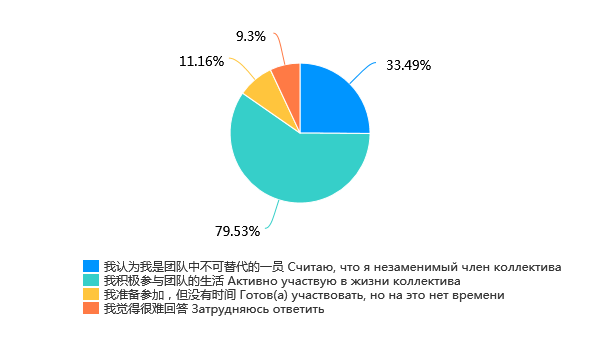 9.3%
11.16%
33.49%
79.53%
我认为我是团队中不可替代的一员 Считаю, что я незаменимый член коллектива
我积极参与团队的生活 Активно участвую в жизни коллектива
我准备参加，但没有时间 Готов(а) участвовать, но на это нет времени
我觉得很难回答 Затрудняюсь ответить